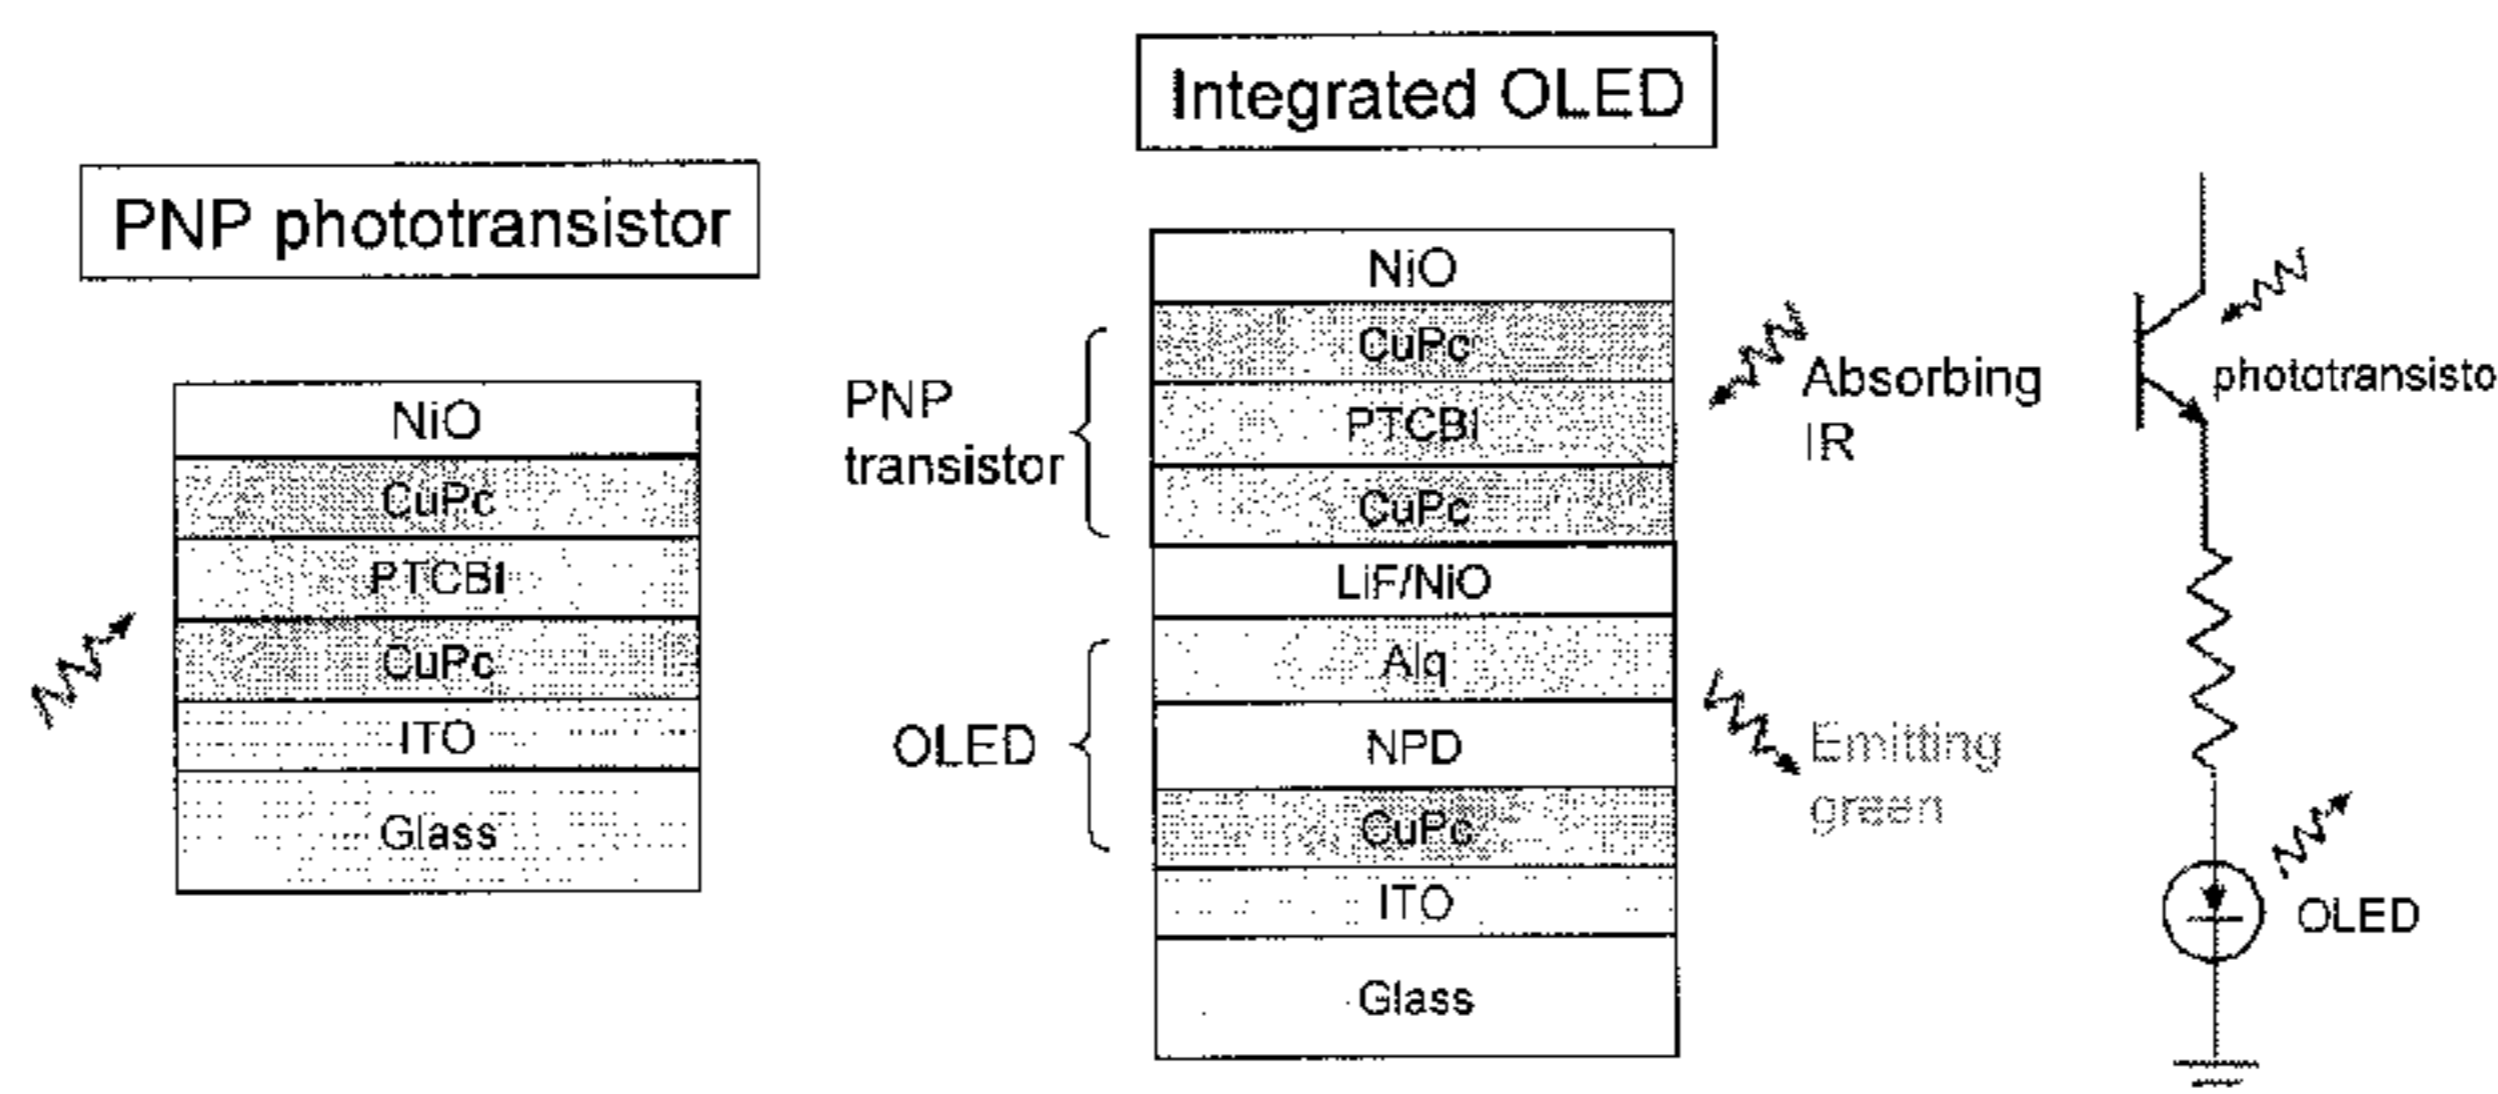 PNP phototransistor
NiO
CuPc
PTCBI
CuPc
ITO
Glass
Integrated OLED
NiO
CuPc
PTCBI
CuPc
LiF/NiO
Alq
NPD
CuPc
ITO
Glass
PNP
transistor
OLED
Absorbing
IR
Emitting
green
phototransisto
OLED